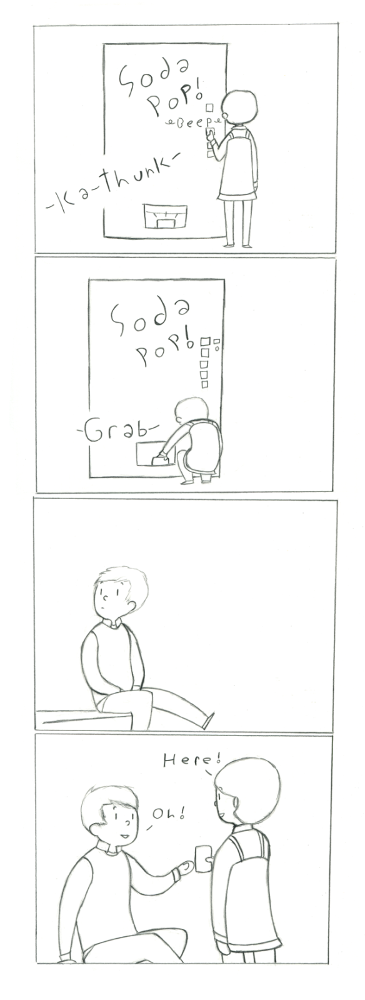 Soda
Pop!
Beep
-Ka-thunk-
Soda
Pop!
-Grab-
Here!
Oh!